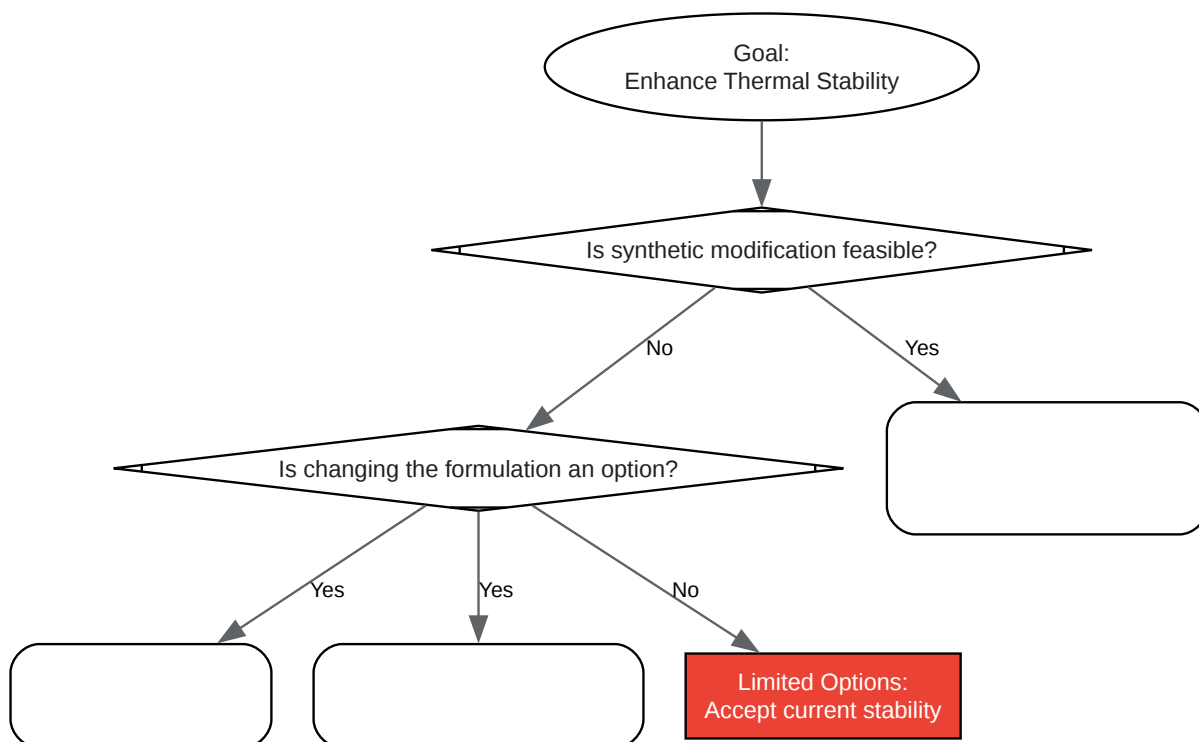 Goal:
Enhance Thermal Stability
Is synthetic modification feasible?
No
Yes
Is changing the formulation an option?
Yes
Yes
No
Limited Options:
Accept current stability